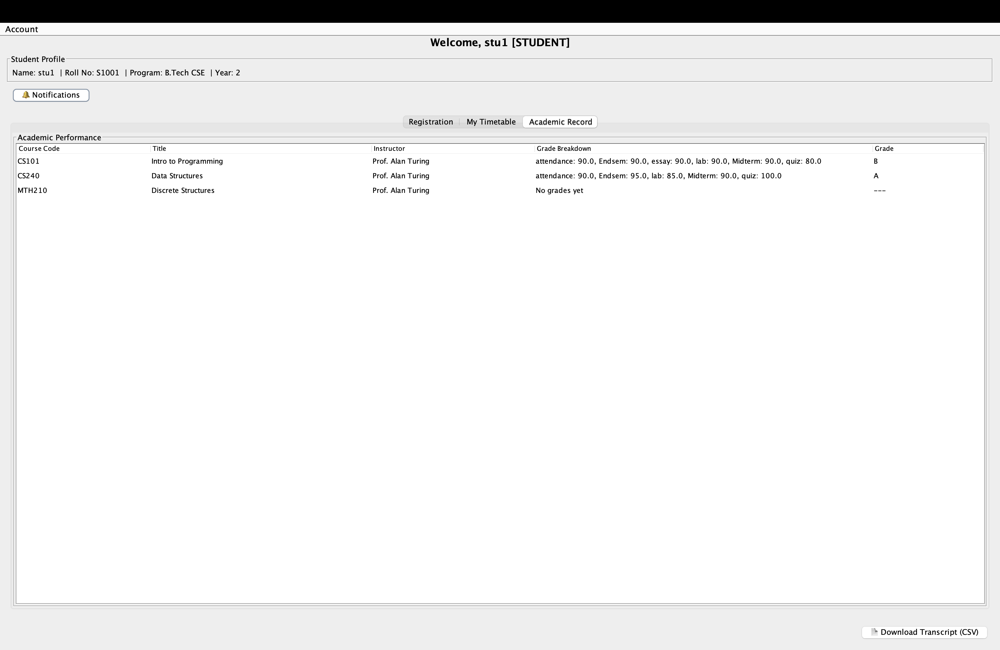 Account
Welcome, stu1 [STUDENT]
Student Profile
Name: stu1 | Roll No: S1001 | Program: B.Tech CSE | Year: 2
Notifications
Registration My Timetable Academic Record
Academic Performance
Course Code Title Instructor Grade Breakdown Grade
CS101 Intro to Programming Prof. Alan Turing attendance: 90.0, Endsem: 90.0, essay: 90.0, lab: 90.0, Midterm: 90.0, quiz: 80.0 B
CS240 Data Structures Prof. Alan Turing attendance: 90.0, Endsem: 95.0, lab: 85.0, Midterm: 90.0, quiz: 100.0 A
MTH210 Discrete Structures Prof. Alan Turing No grades yet ---
Download Transcript (CSV)